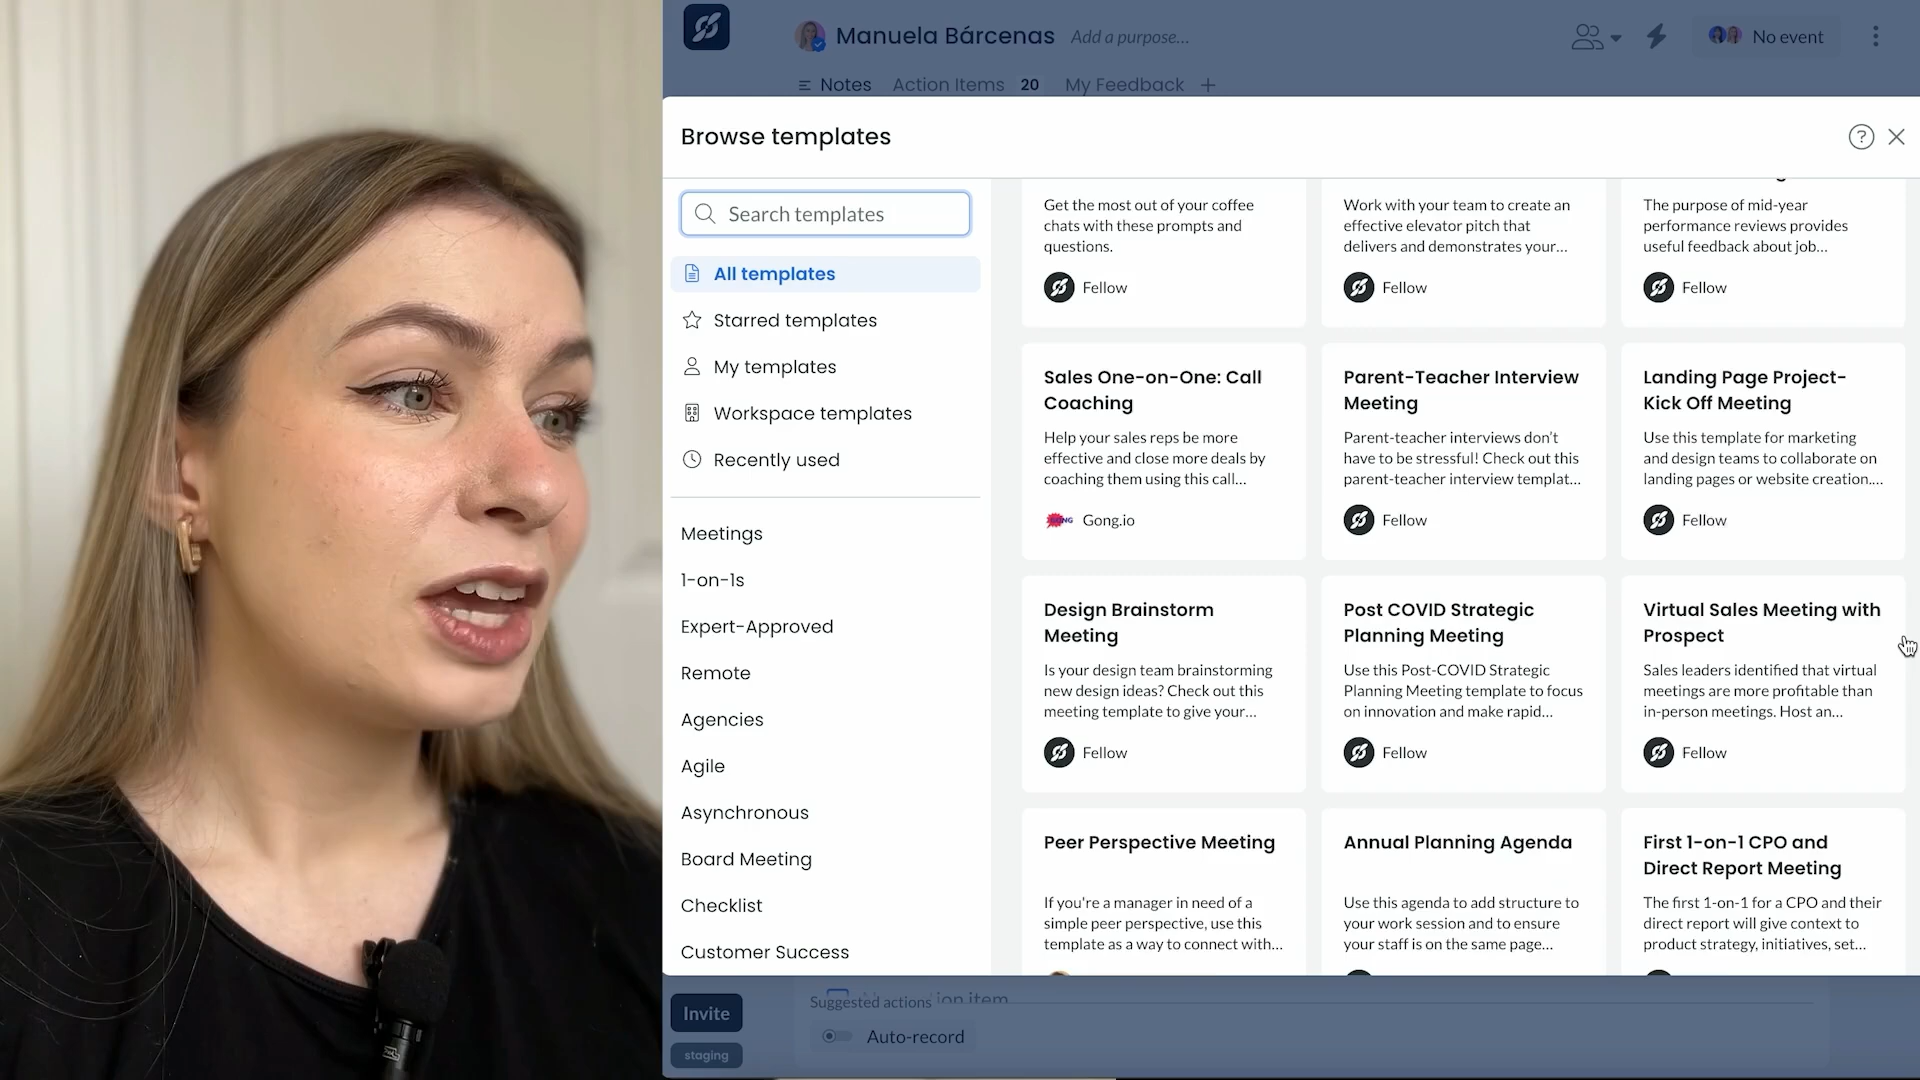 Manuela Bárcenas Add a purpose...
No event
Notes Action Items 20 My Feedback
Browse templates
Search templates
All templates
Starred templates
My templates
Workspace templates
Recently used
Meetings
1-on-1s
Expert-Approved
Remote
Agencies
Agile
Asynchronous
Board Meeting
Checklist
Customer Success
Get the most out of your coffee
chats with these prompts and
questions.
Fellow
Work with your team to create an
effective elevator pitch that
delivers and demonstrates your...
Fellow
The purpose of mid-year
performance reviews provides
useful feedback about job...
Fellow
Sales One-on-One: Call
Coaching
Help your sales reps be more
effective and close more deals by
coaching them using this call...
Gong.io
Parent-Teacher Interview
Meeting
Parent-teacher interviews don't
have to be stressful! Check out this
parent-teacher interview templat...
Fellow
Landing Page Project-
Kick Off Meeting
Use this template for marketing
and design teams to collaborate on
landing pages or website creation....
Fellow
Design Brainstorm
Meeting
Is your design team brainstorming
new design ideas? Check out this
meeting template to give your...
Fellow
Post COVID Strategic
Planning Meeting
Use this Post-COVID Strategic
Planning Meeting template to focus
on innovation and make rapid...
Fellow
Virtual Sales Meeting with
Prospect
Sales leaders identified that virtual
meetings are more profitable than
in-person meetings. Host an...
Fellow
Peer Perspective Meeting
If you're a manager in need of a
simple peer perspective, use this
template as a way to connect with...
Annual Planning Agenda
Use this agenda to add structure to
your work session and to ensure
your staff is on the same page...
First 1-on-1 CPO and
Direct Report Meeting
The first 1-on-1 for a CPO and their
direct report will give context to
product strategy, initiatives, set...
Invite
staging
Suggested actions
item
Auto-record